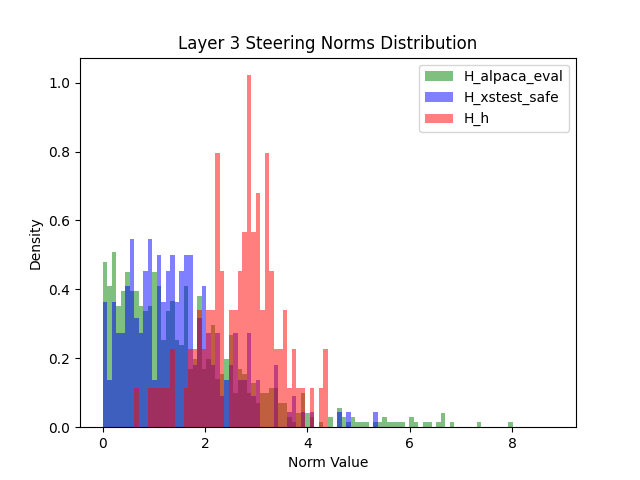 Layer 3 Steering Norms Distribution
H_alpaca_eval
H_xstest_safe
H_h
Density
1.0
0.8
0.6
0.4
0.2
0.0
0
2
4
6
8
Norm Value